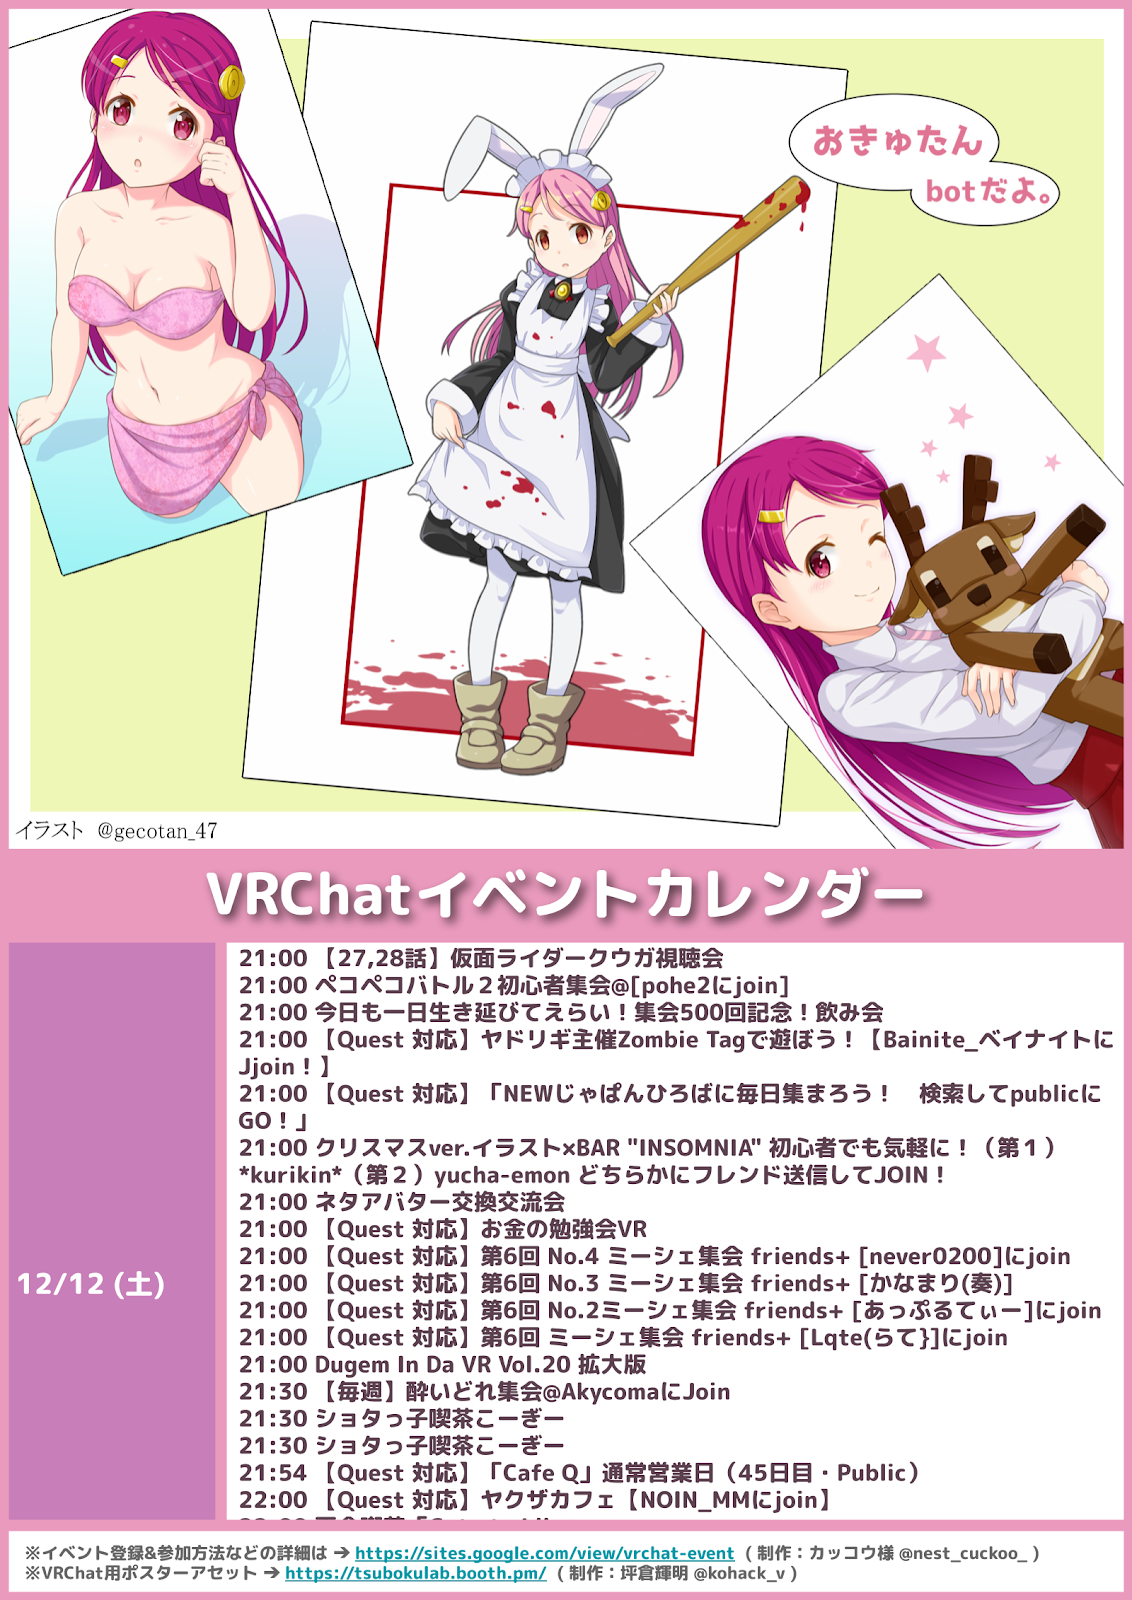 おきゅたん
botだよ。
イラスト @gecotan_47
VRChatイベントカレンダー
12/12 (土)
21:00 【27,28話】仮面ライダークウガ視聴会
21:00 ペコペコバトル２初心者集会@[pohe2にjoin]
21:00 今日も一日生き延びてえらい！集会500回記念！飲み会
21:00 【Quest 対応】ヤドリギ主催Zombie Tagで遊ぼう！【Bainite_ベイナイトに
Jjoin！】
21:00 【Quest 対応】「NEWじゃぱんひろばに毎日集まろう！　検索してpublicに
GO！」
21:00 クリスマスver.イラスト×BAR "INSOMNIA" 初心者でも気軽に！（第１）
*kurikin*（第２）yucha-emon どちらかにフレンド送信してJOIN！
21:00 ネタアバター交換交流会
21:00 【Quest 対応】お金の勉強会VR
21:00 【Quest 対応】第6回 No.4 ミーシェ集会 friends+ [never0200]にjoin
21:00 【Quest 対応】第6回 No.3 ミーシェ集会 friends+ [かなまり(奏)]
21:00 【Quest 対応】第6回 No.2ミーシェ集会 friends+ [あっぷるてぃー]にjoin
21:00 【Quest 対応】第6回 ミーシェ集会 friends+ [Lqte(らて}]にjoin
21:00 Dugem In Da VR Vol.20 拡大版
21:30 【毎週】酔いどれ集会@AkycomaにJoin
21:30 ショタっ子喫茶こーぎー
21:30 ショタっ子喫茶こーぎー
21:54 【Quest 対応】「Cafe Q」通常営業日（45日目・Public）
22:00 【Quest 対応】ヤクザカフェ【NOIN_MMにjoin】
※イベント登録&参加方法などの詳細は → https://sites.google.com/view/vrchat-event （ 制作：カッコウ様 @nest_cuckoo_ ）
※VRChat用ポスターアセット → https://tsubokulab.booth.pm/ （ 制作：坪倉輝明 @kohack_v ）